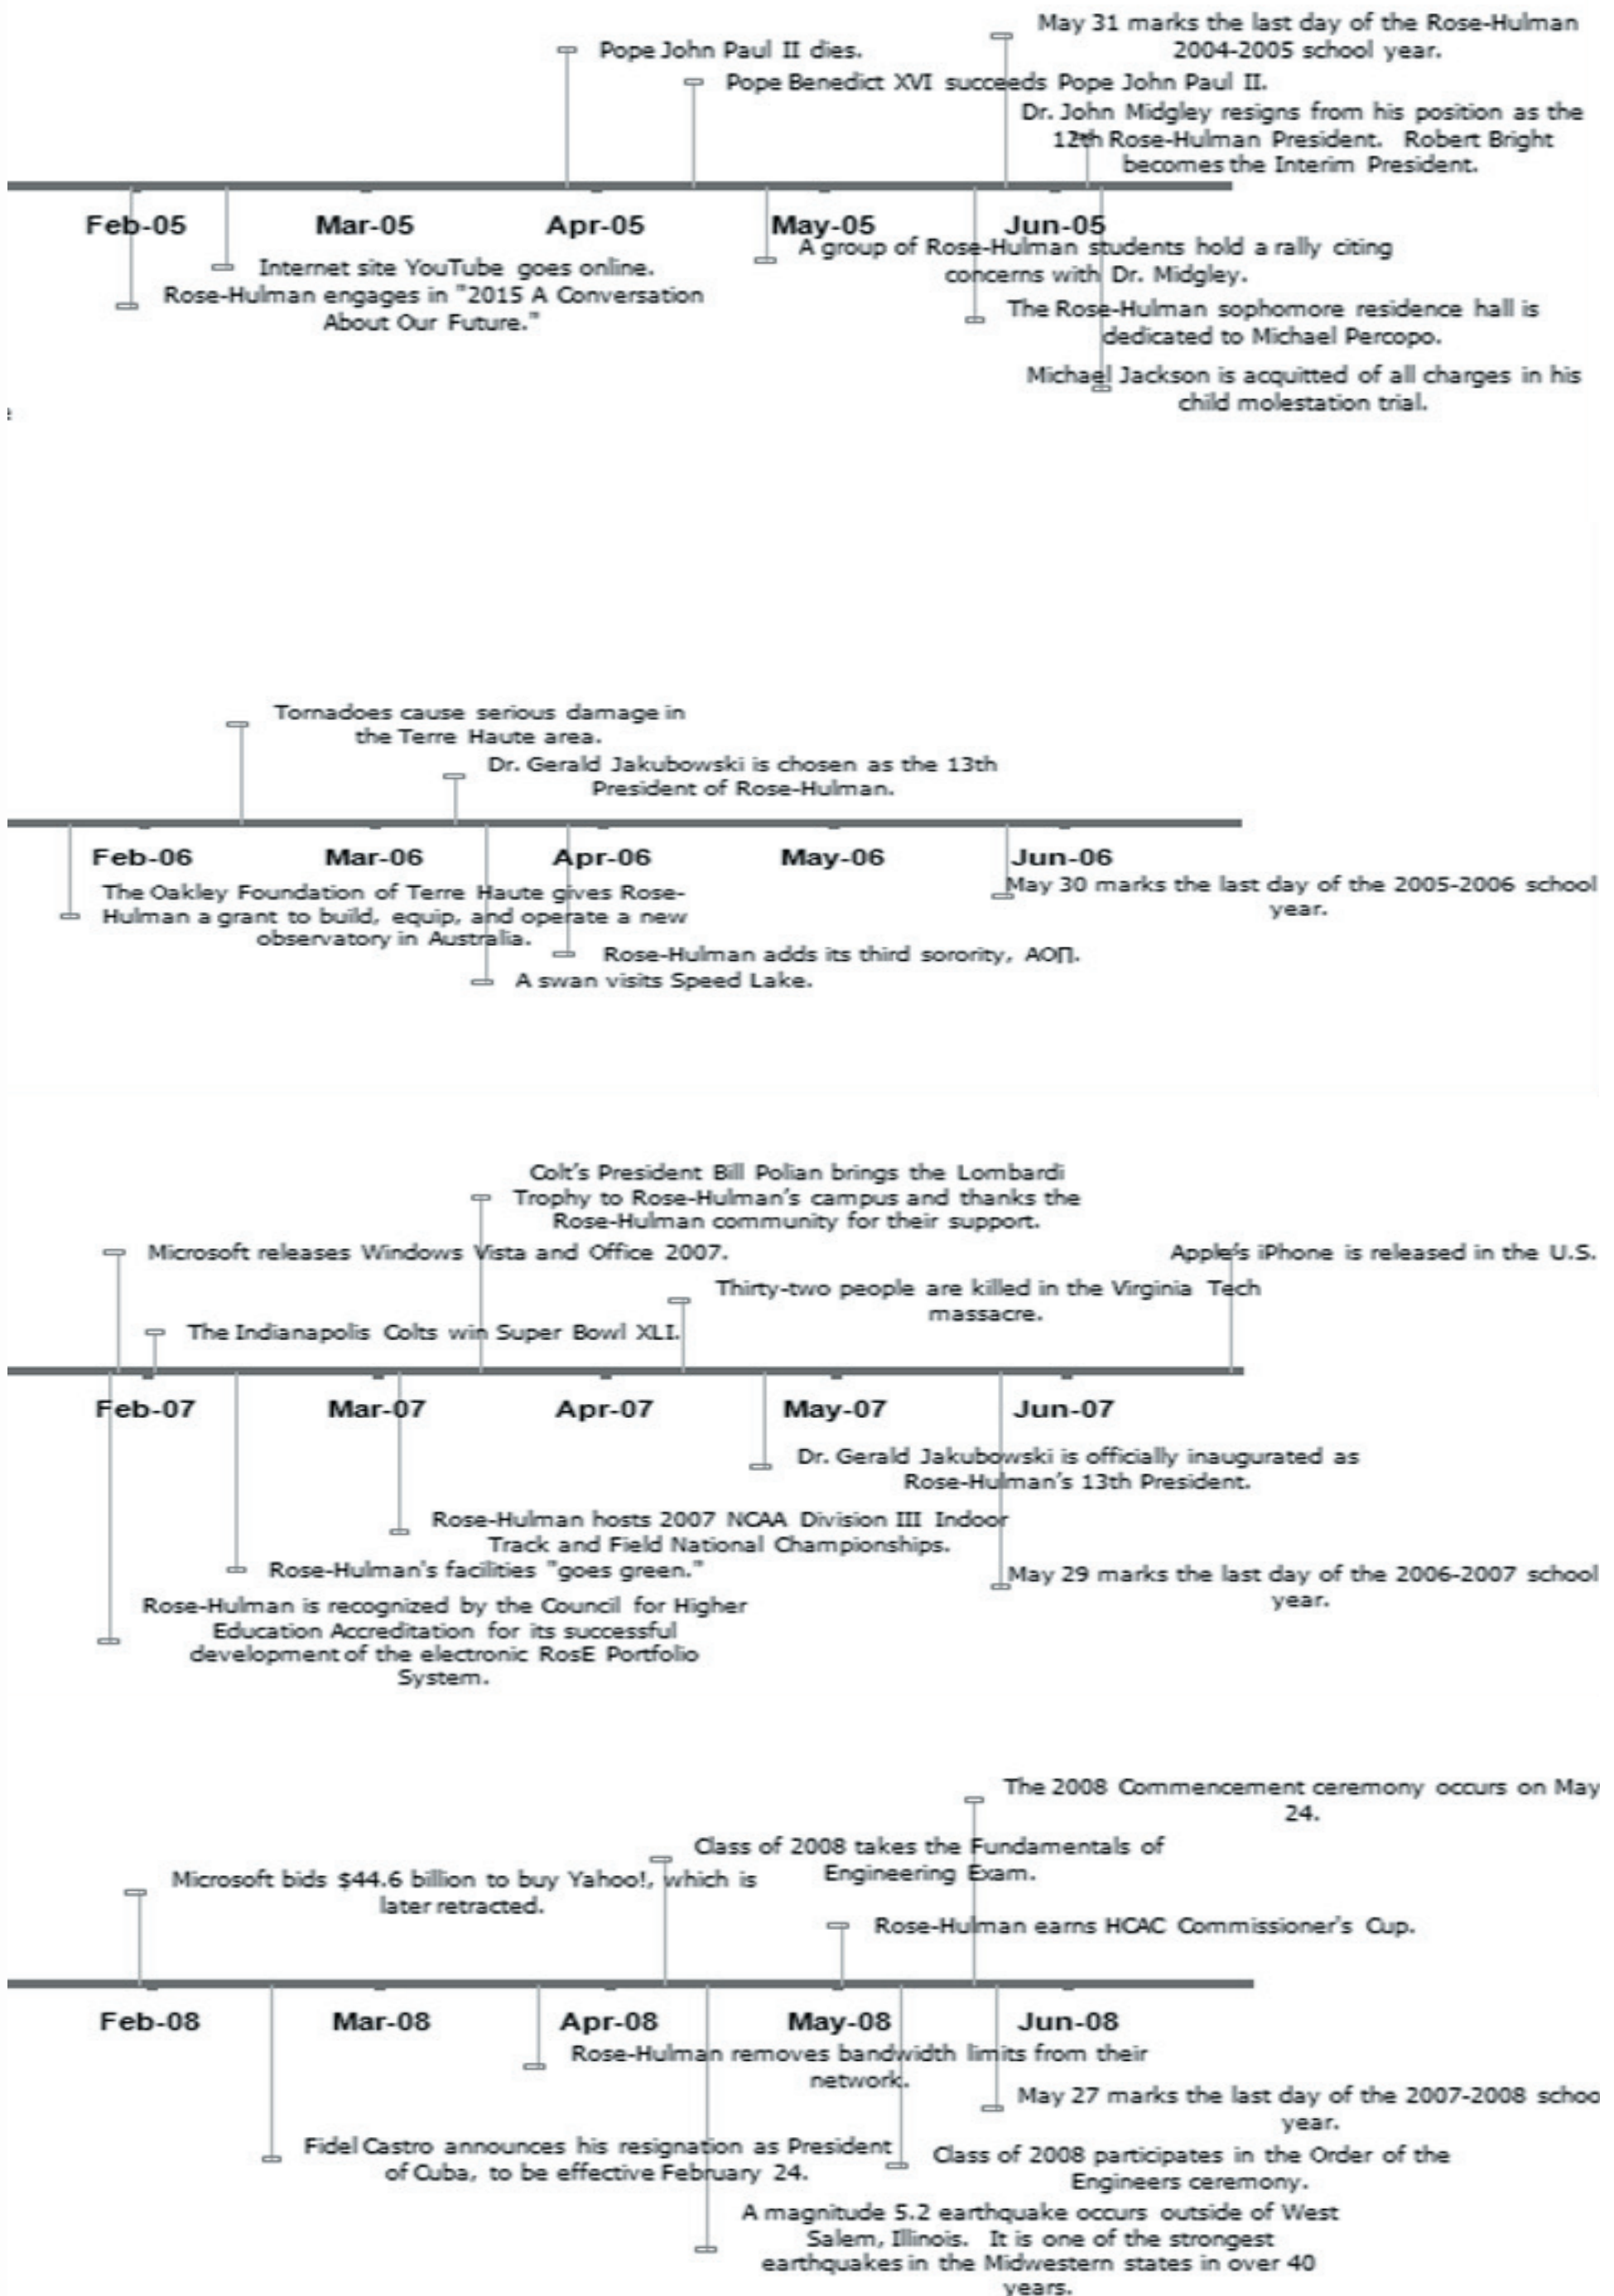 May 31 marks the last day of the Rose-Hulman
2004-2005 school year.
Pope John Paul II dies.
Pope Benedict XVI succeeds Pope John Paul II.
Dr. John Midgley resigns from his position as the
12th Rose-Hulman President. Robert Bright
becomes the Interim President.
Feb-05 Mar-05 Apr-05 May-05 Jun-05
A group of Rose-Hulman students hold a rally citing
concerns with Dr. Midgley.
Internet site YouTube goes online.
Rose-Hulman engages in "2015 A Conversation
About Our Future."
The Rose-Hulman sophomore residence hall is
dedicated to Michael Percopo.
Michael Jackson is acquitted of all charges in his
child molestation trial.
Tornadoes cause serious damage in
the Terre Haute area.
Dr. Gerald Jakubowski is chosen as the 13th
President of Rose-Hulman.
Feb-06 Mar-06 Apr-06 May-06 Jun-06
The Oakley Foundation of Terre Haute gives Rose-
Hulman a grant to build, equip, and operate a new
observatory in Australia.
May 30 marks the last day of the 2005-2006 school
year.
Rose-Hulman adds its third sorority, ΑΟΠ.
A swan visits Speed Lake.
Colt's President Bill Polian brings the Lombardi
Trophy to Rose-Hulman's campus and thanks the
Rose-Hulman community for their support.
Microsoft releases Windows Vista and Office 2007.
Apple's iPhone is released in the U.S.
Thirty-two people are killed in the Virginia Tech
massacre.
The Indianapolis Colts win Super Bowl XLI.
Feb-07 Mar-07 Apr-07 May-07 Jun-07
Dr. Gerald Jakubowski is officially inaugurated as
Rose-Hulman's 13th President.
Rose-Hulman hosts 2007 NCAA Division III Indoor
Track and Field National Championships.
Rose-Hulman's facilities "goes green."
May 29 marks the last day of the 2006-2007 school
year.
Rose-Hulman is recognized by the Council for Higher
Education Accreditation for its successful
development of the electronic RosE Portfolio
System.
The 2008 Commencement ceremony occurs on May
24.
Class of 2008 takes the Fundamentals of
Engineering Exam.
Microsoft bids $44.6 billion to buy Yahoo!, which is
later retracted.
Rose-Hulman earns HCAC Commissioner's Cup.
Feb-08 Mar-08 Apr-08 May-08 Jun-08
Rose-Hulman removes bandwidth limits from their
network.
May 27 marks the last day of the 2007-2008 schoo
year.
Fidel Castro announces his resignation as President
of Cuba, to be effective February 24.
Class of 2008 participates in the Order of the
Engineers ceremony.
A magnitude 5.2 earthquake occurs outside of West
Salem, Illinois. It is one of the strongest
earthquakes in the Midwestern states in over 40
years.